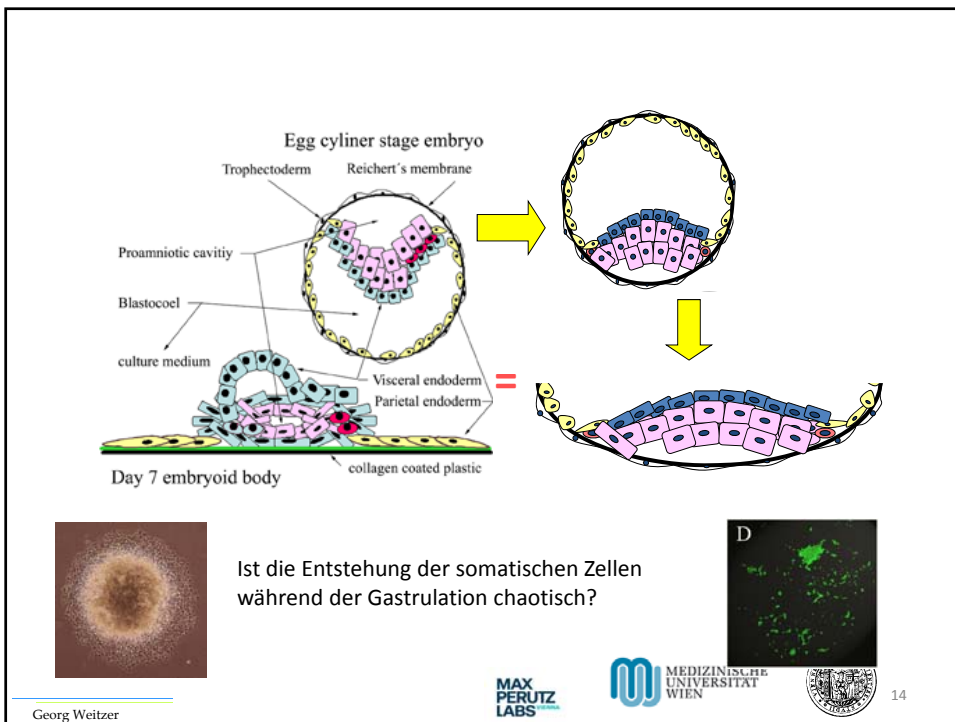 Egg cyliner stage embryo
Trophectoderm
Reichert´s membrane
Proamniotic cavitiy
Blastocoel
culture medium
Visceral endoderm
=
Parietal endoderm
collagen coated plastic
Day 7 embryoid body
D
Ist die Entstehung der somatischen Zellen
während der Gastrulation chaotisch?
MAX
PERUTZ
LABS VIENNA
MEDIZINISCHE
UNIVERSITÄT
WIEN
14
Georg Weitzer